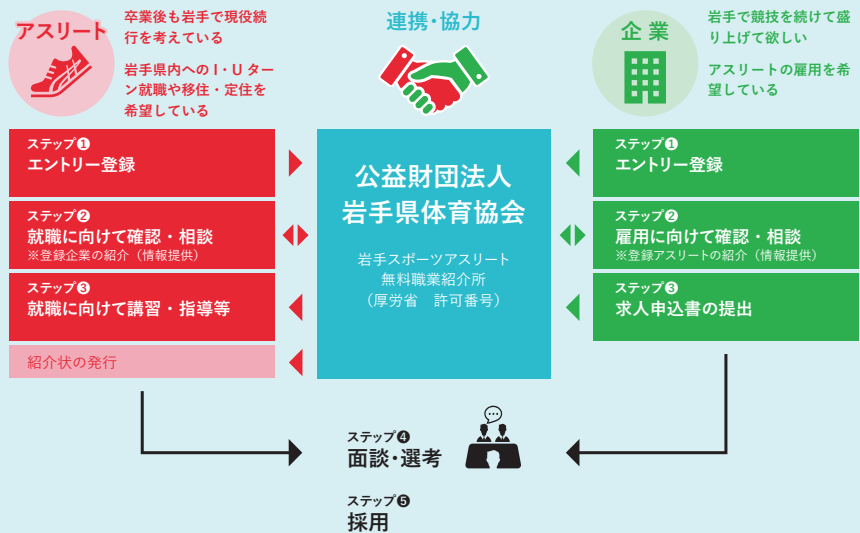 アスリート
卒業後も岩手で現役続
行を考えている
岩手県内へのI・Uター
ン就職や移住・定住を
希望している
連携・協力
企業
岩手で競技を続けて盛
り上げて欲しい
アスリートの雇用を希
望している
ステップ❶
エントリー登録
ステップ❷
就職に向けて確認・相談
※登録企業の紹介（情報提供）
ステップ❸
就職に向けて講習・指導等
紹介状の発行
公益財団法人
岩手県体育協会
岩手スポーツアスリート
無料職業紹介所
（厚労省　許可番号）
ステップ❶
エントリー登録
ステップ❷
雇用に向けて確認・相談
※登録アスリートの紹介（情報提供）
ステップ❸
求人申込書の提出
ステップ❹
面談・選考
ステップ❺
採用